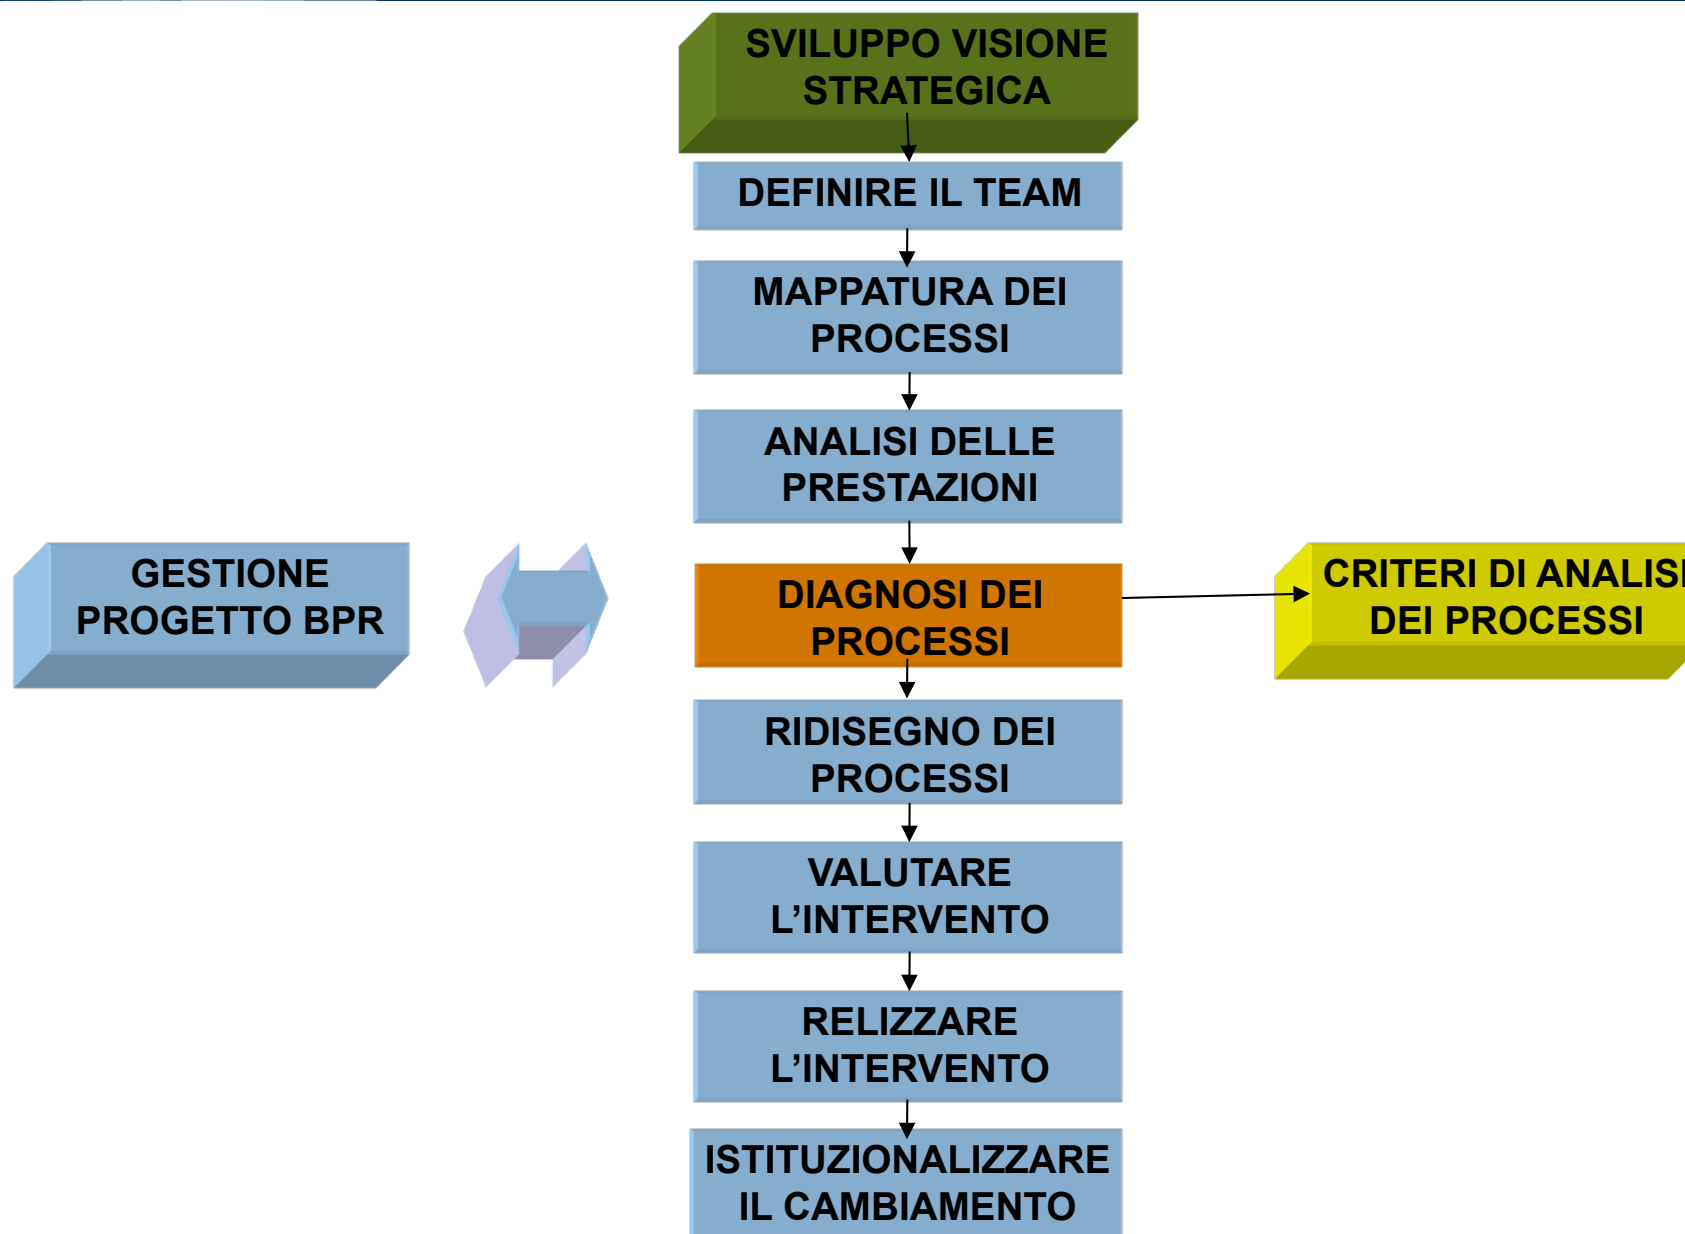 SVILUPPO VISIONE
STRATEGICA
DEFINIRE IL TEAM
MAPPATURA DEI
PROCESSI
ANALISI DELLE
PRESTAZIONI
GESTIONE
PROGETTO BPR
DIAGNOSI DEI
PROCESSI
CRITERI DI ANALISI
DEI PROCESSI
RIDISEGNO DEI
PROCESSI
VALUTARE
L’INTERVENTO
RELIZZARE
L’INTERVENTO
ISTITUZIONALIZZARE
IL CAMBIAMENTO